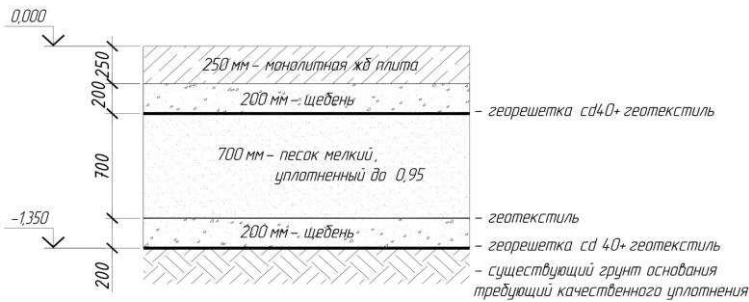 0,000
250
250 мм - монолитная жб плита
200
200 мм - щебень
- георешетка cd40+ геотекстиль
700
700 мм - песок мелкий,
уплотненный до 0,95
- геотекстиль
-1,350
200 мм - щебень
- георешетка cd 40+ геотекстиль
200
- существующий грунт основания
требующий качественного уплотнения